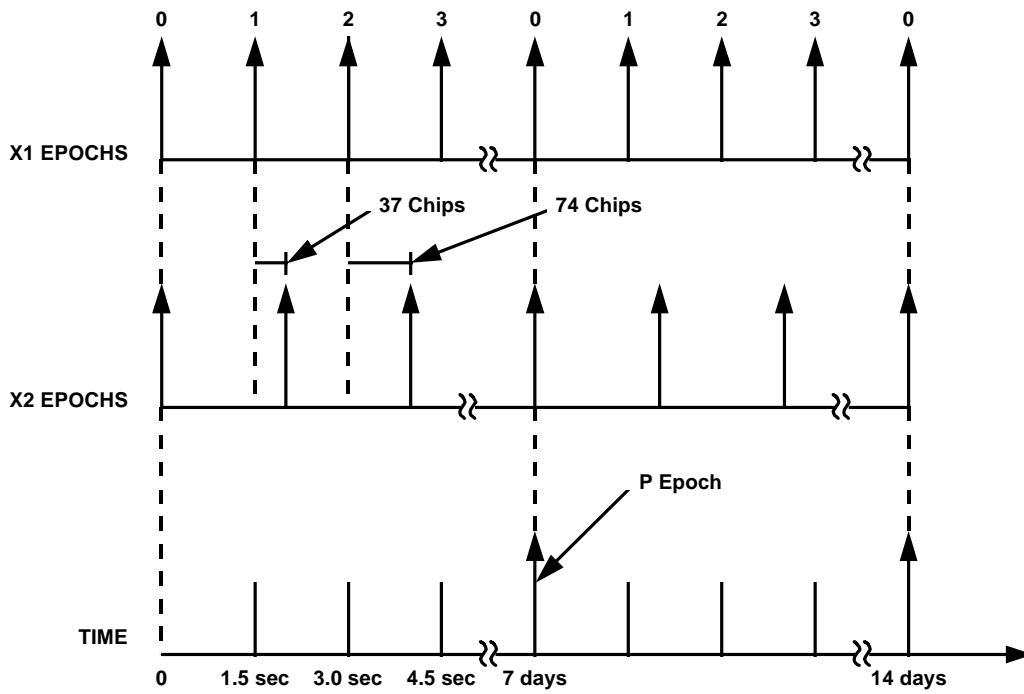 0 1 2 3 0 1 2 3 0
X1 EPOCHS
37 Chips 74 Chips
X2 EPOCHS
P Epoch
TIME
0 1.5 sec 3.0 sec 4.5 sec 7 days 14 days